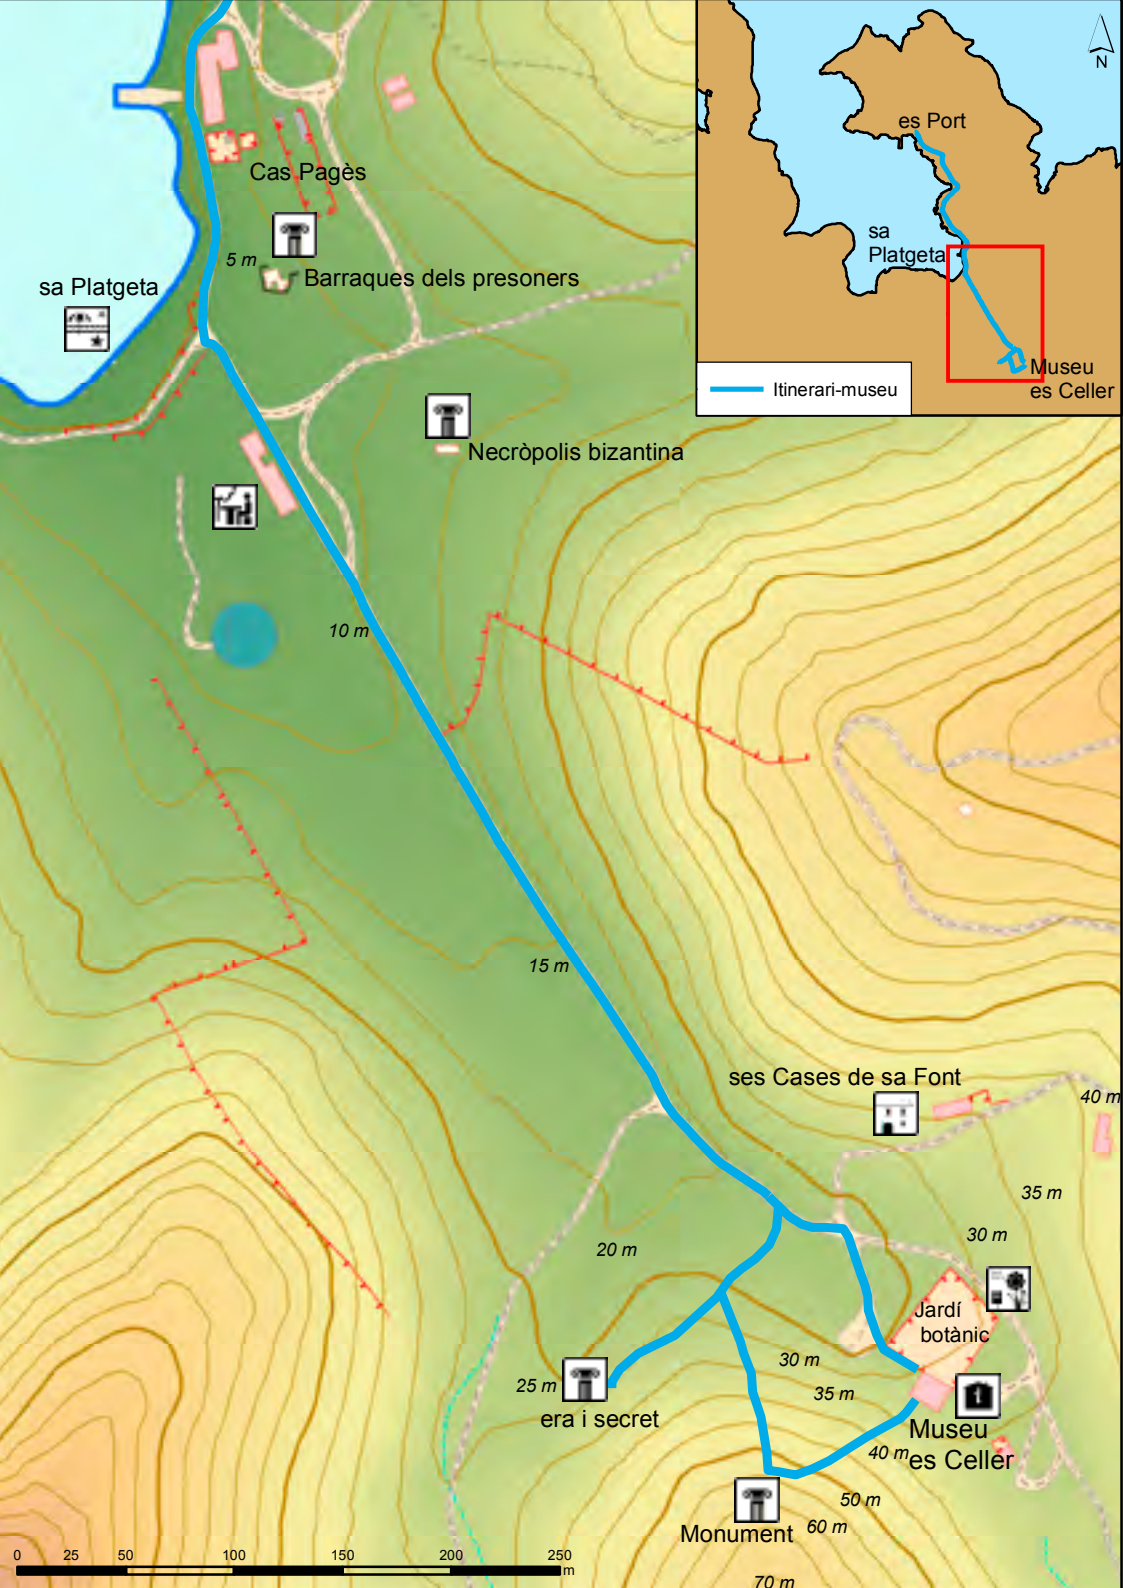 es Port
N
sa
Platgeta
Museu
es Celler
Itinerari-museu
Cas Pagès
5 m
Barraques dels presoners
sa Platgeta
Necròpolis bizantina
10 m
15 m
ses Cases de sa Font
40 m
35 m
30 m
20 m
Jardí
botànic
30 m
35 m
25 m
era i secret
Museu
es Celler
40 m
50 m
60 m
Monument
70 m
0 25 50 100 150 200 250
m